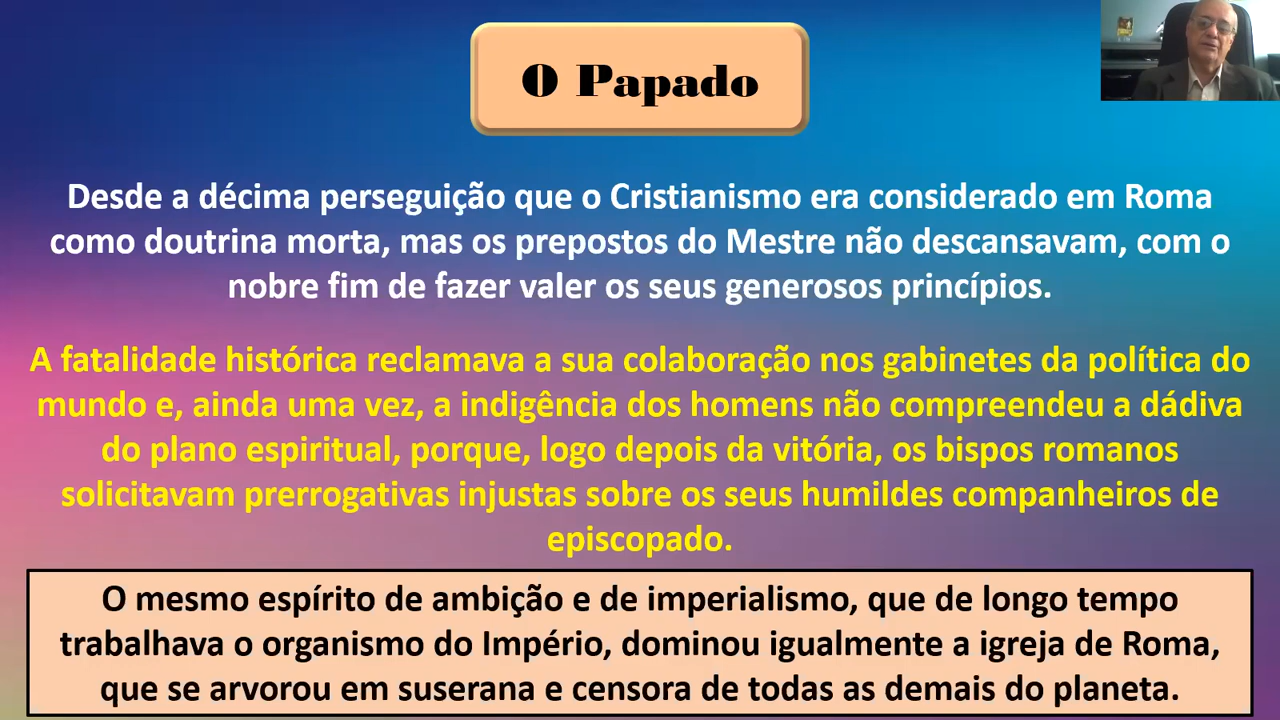 O Papado
Desde a décima perseguição que o Cristianismo era considerado em Roma
como doutrina morta, mas os prepostos do Mestre não descansavam, com o
nobre fim de fazer valer os seus generosos princípios.
A fatalidade histórica reclamava a sua colaboração nos gabinetes da política do
mundo e, ainda uma vez, a indigência dos homens não compreendeu a dádiva
do plano espiritual, porque, logo depois da vitória, os bispos romanos
solicitavam prerrogativas injustas sobre os seus humildes companheiros de
episcopado.
O mesmo espírito de ambição e de imperialismo, que de longo tempo
trabalhava o organismo do Império, dominou igualmente a igreja de Roma,
que se arvorou em suserana e censora de todas as demais do planeta.